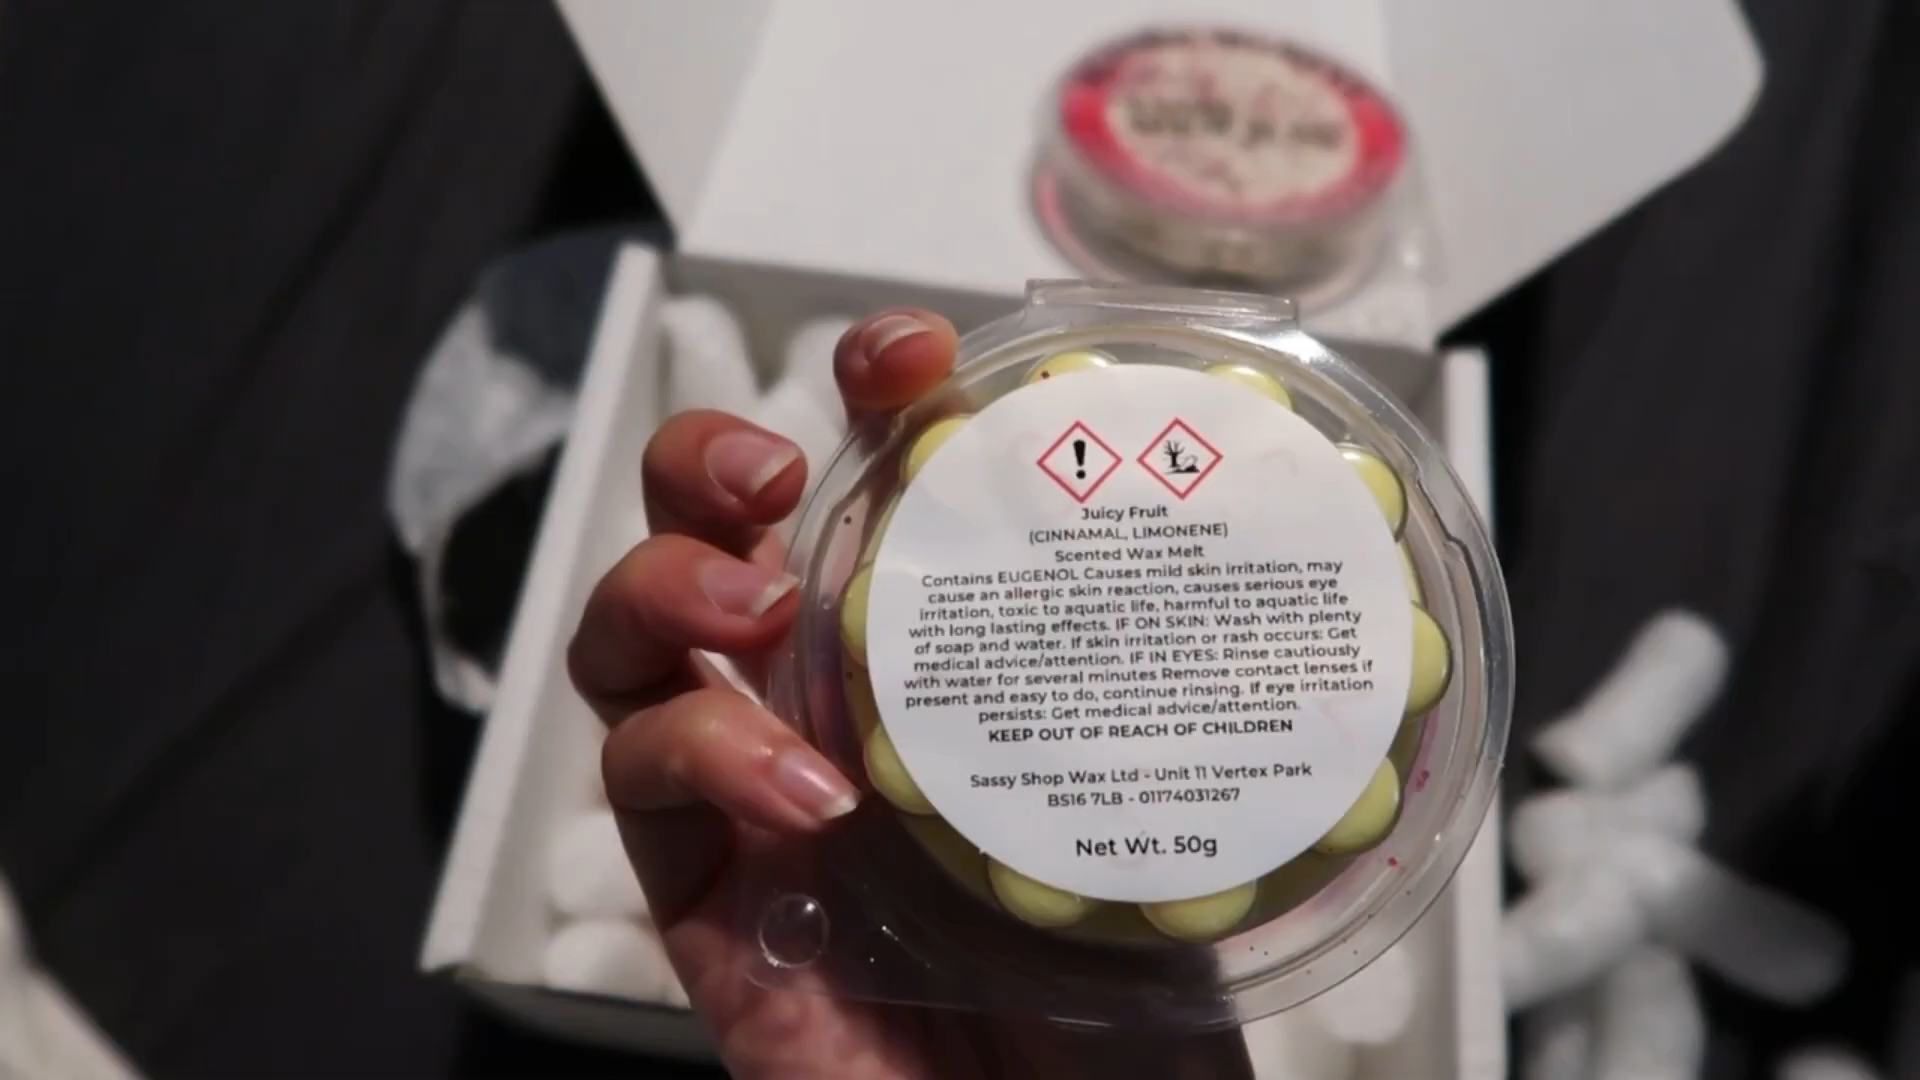 Juicy Fruit
(CINNAMAL, LIMONENE)
Scented Wax Melt
Contains EUGENOL Causes mild skin irritation, may
cause an allergic skin reaction, causes serious eye
irritation, toxic to aquatic life, harmful to aquatic life
with long lasting effects. IF ON SKIN: Wash with plenty
of soap and water. If skin irritation or rash occurs: Get
medical advice/attention. IF IN EYES: Rinse cautiously
with water for several minutes Remove contact lenses if
present and easy to do, continue rinsing. If eye irritation
persists: Get medical advice/attention.
KEEP OUT OF REACH OF CHILDREN
Sassy Shop Wax Ltd - Unit 11 Vertex Park
BS16 7LB - 01174031267
Net Wt. 50g